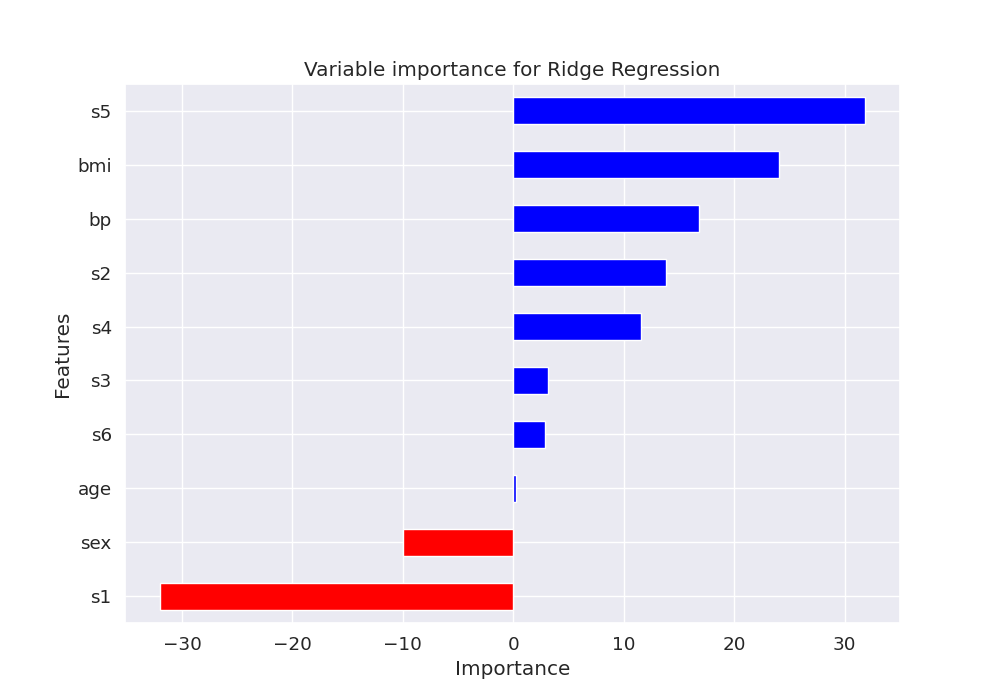 Variable importance for Ridge Regression
Features
s5
bmi
bp
s2
s4
s3
s6
age
sex
s1
−30 −20 −10 0 10 20 30
Importance